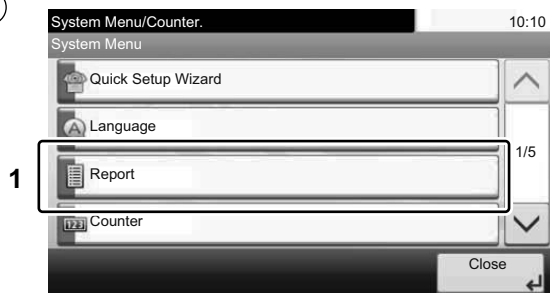 System Menu/Counter. 10:10
System Menu
Quick Setup Wizard
Language
1/5
1 Report
Counter
Close